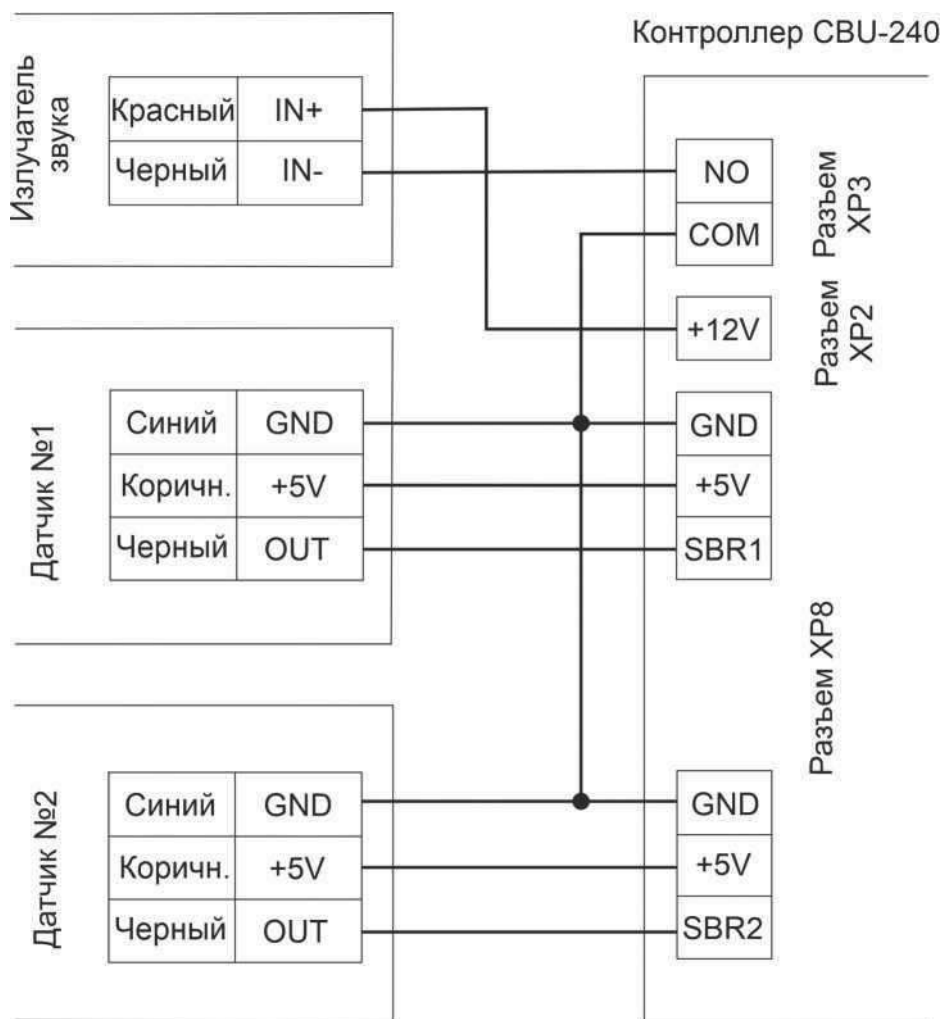 Контроллер CBU-240
Излучатель
звука
Красный IN+
Черный IN-
NO
COM
Разъем
XP3
+12V
Разъем
XP2
Датчик №1
Синий GND
Коричн. +5V
Черный OUT
GND
+5V
SBR1
Разъем XP8
Датчик №2
Синий GND
Коричн. +5V
Черный OUT
GND
+5V
SBR2